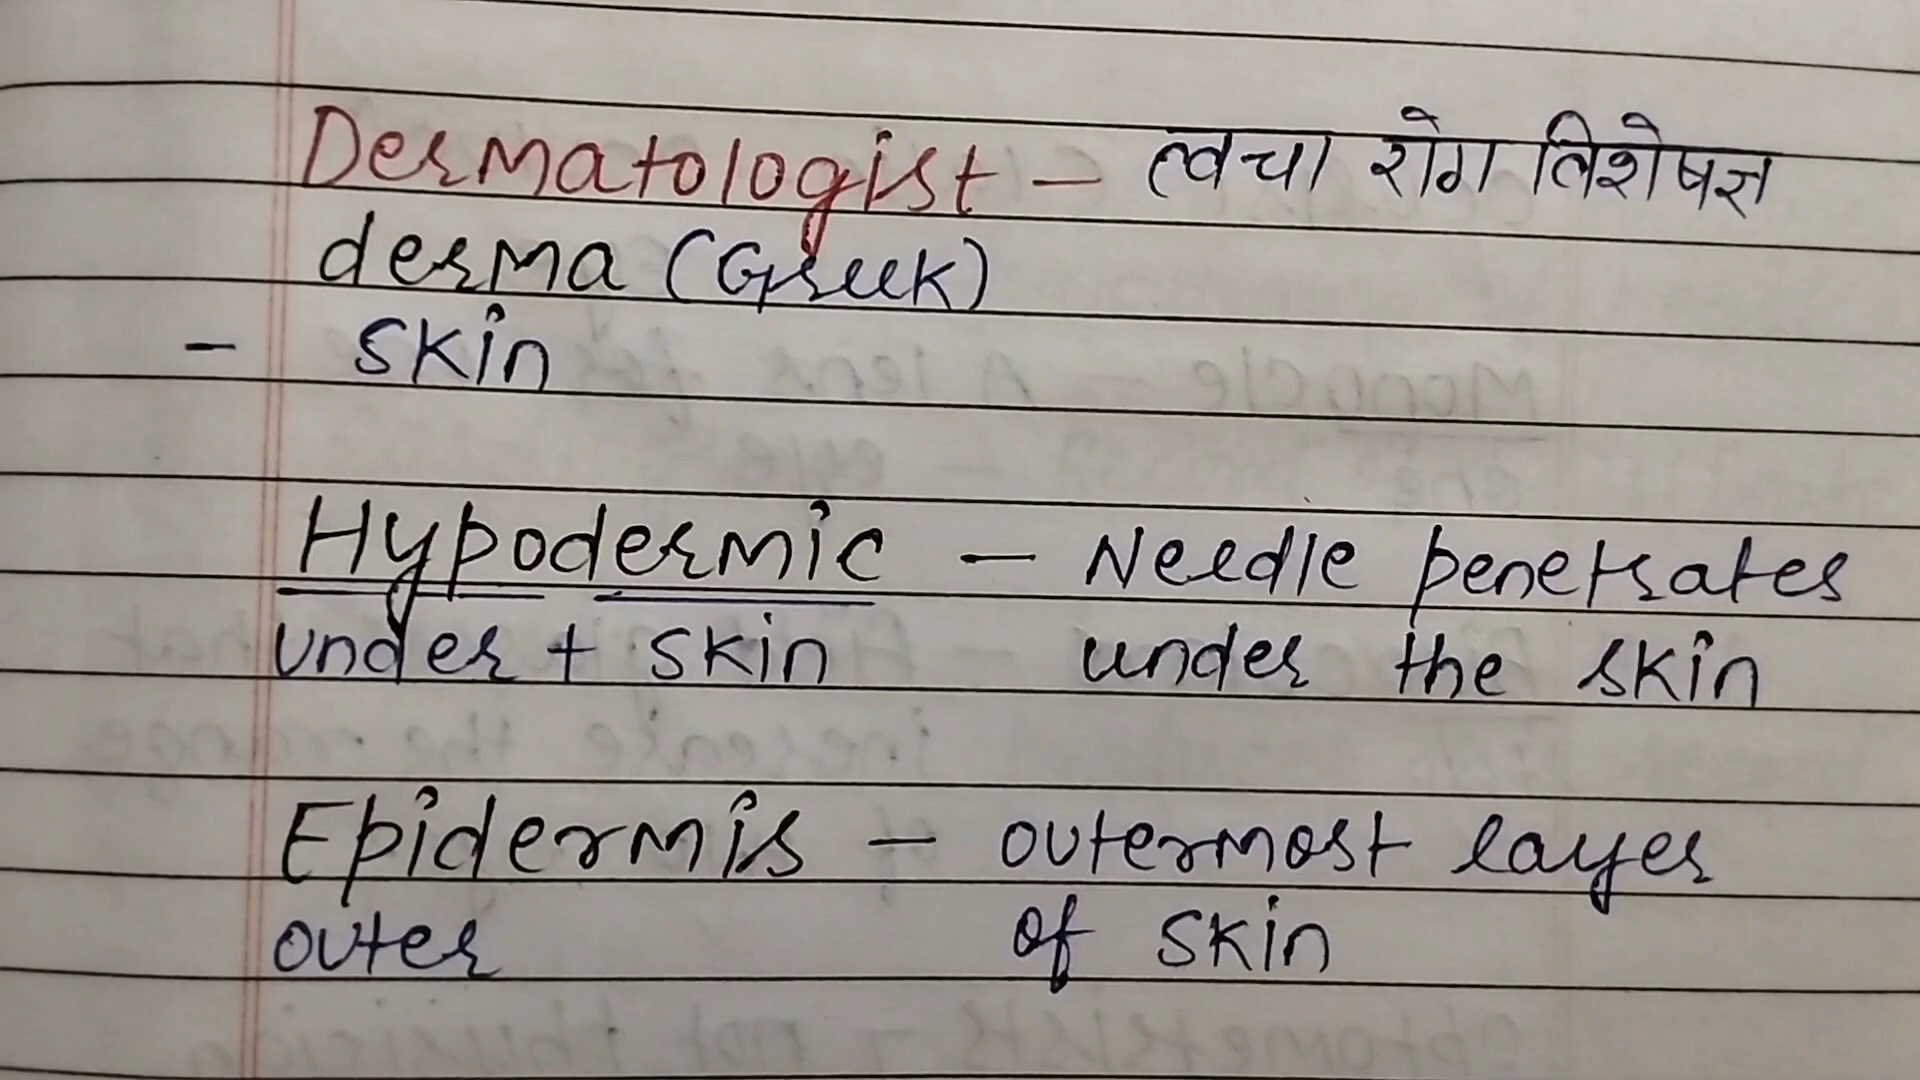 Dermatologist – त्वचा रोग विशेषज्ञ
derma (Greek)
– skin
Hypodermic – Needle penetrates
under + skin under the skin
Epidermis – outermost layer
outer of skin